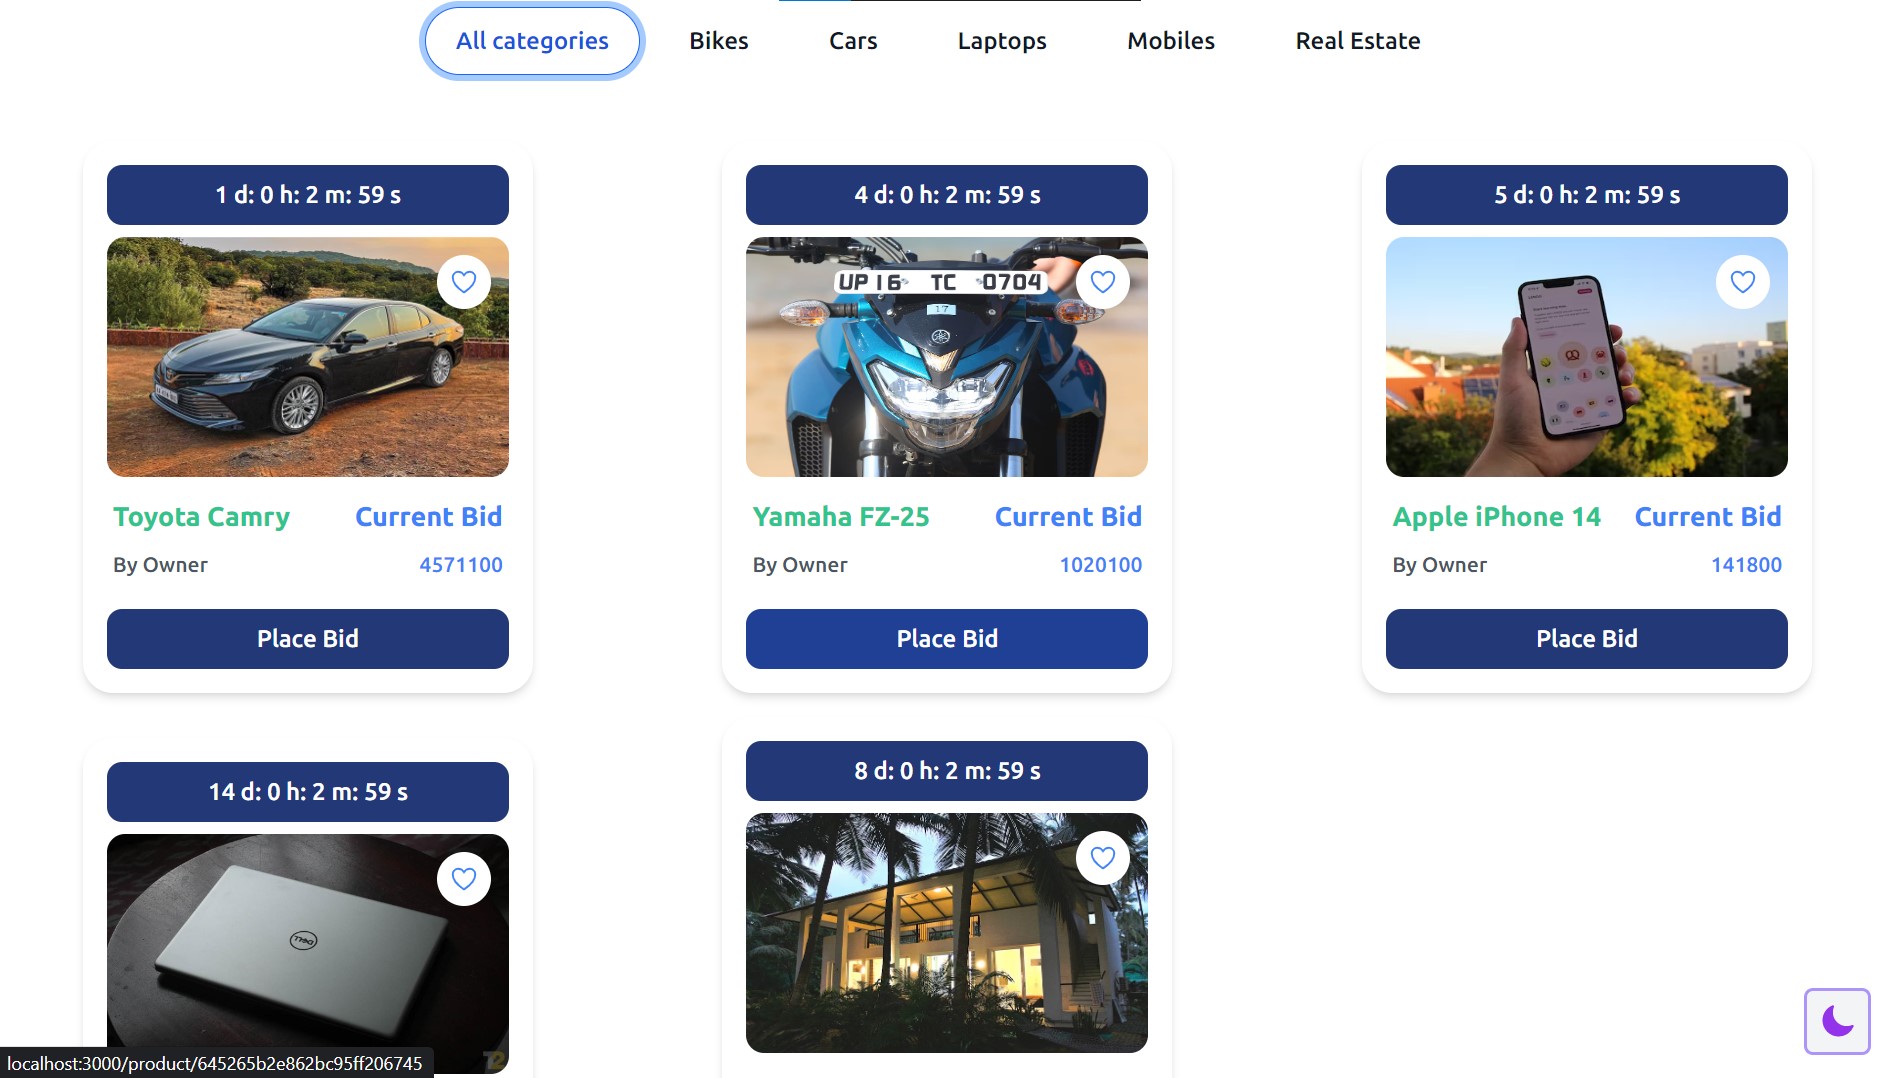 All categories
Bikes
Cars
Laptops
Mobiles
Real Estate
1 d: 0 h: 2 m: 59 s
Toyota Camry
Current Bid
By Owner
4571100
Place Bid
4 d: 0 h: 2 m: 59 s
UP16 TC 0704
17
Yamaha FZ-25
Current Bid
By Owner
1020100
Place Bid
5 d: 0 h: 2 m: 59 s
Apple iPhone 14
Current Bid
By Owner
141800
Place Bid
14 d: 0 h: 2 m: 59 s
DELL
8 d: 0 h: 2 m: 59 s
localhost:3000/product/645265b2e862bc95ff206745